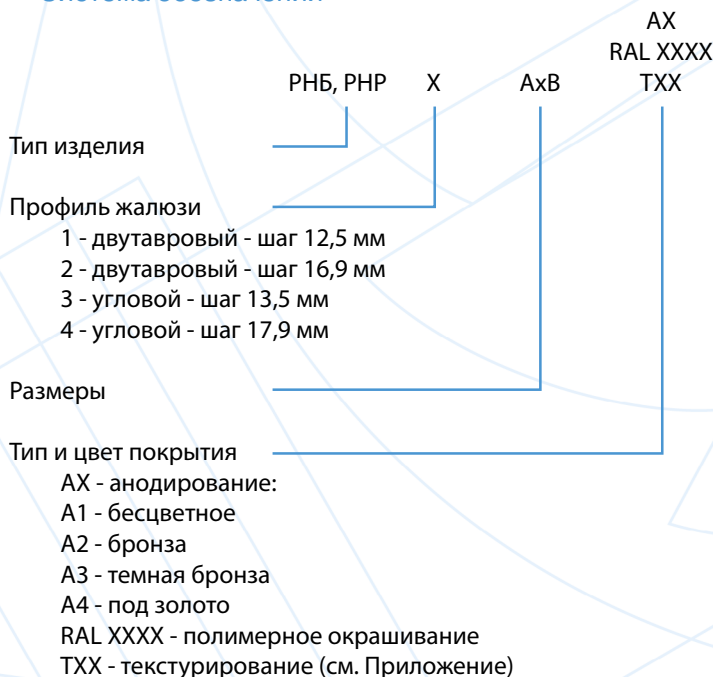 АХ
RAL XXXX
РНБ, РНР Х АхВ ТХХ
Тип изделия
Профиль жалюзи
1 - двутавровый - шаг 12,5 мм
2 - двутавровый - шаг 16,9 мм
3 - угловой - шаг 13,5 мм
4 - угловой - шаг 17,9 мм
Размеры
Тип и цвет покрытия
АХ - анодирование:
А1 - бесцветное
А2 - бронза
А3 - темная бронза
А4 - под золото
RAL XXXX - полимерное окрашивание
ТХХ - текстурирование (см. Приложение)